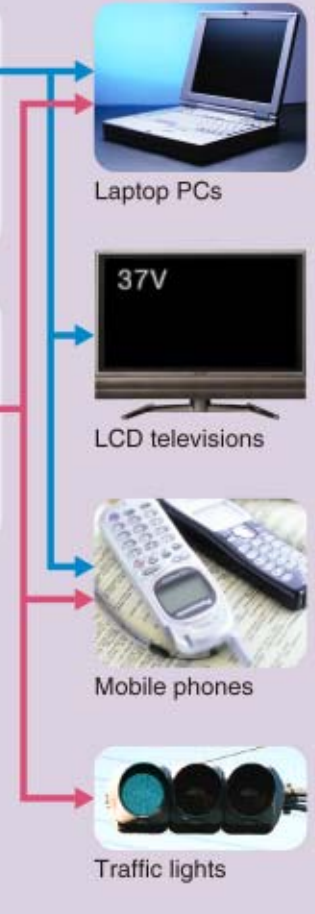 Laptop PCs
37V
LCD televisions
Mobile phones
Traffic lights